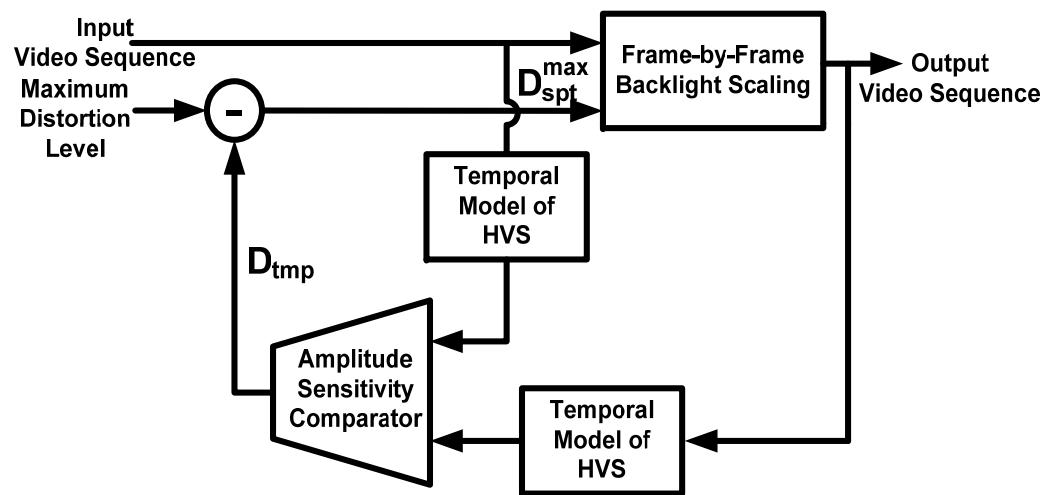 Input
Video Sequence
Maximum
Distortion
Level
-
D max spt
Frame-by-Frame
Backlight Scaling
Output
Video Sequence
Temporal
Model of
HVS
D tmp
Amplitude
Sensitivity
Comparator
Temporal
Model of
HVS